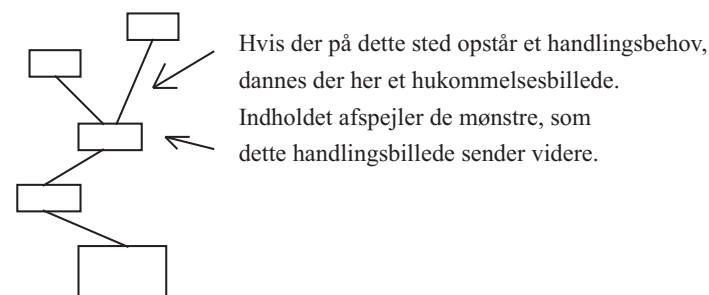 Hvis der på dette sted opstår et handlingsbehov,
dannes der her et hukommelsesbillede.
Indholdet afspejler de mønstre, som
dette handlingsbillede sender videre.